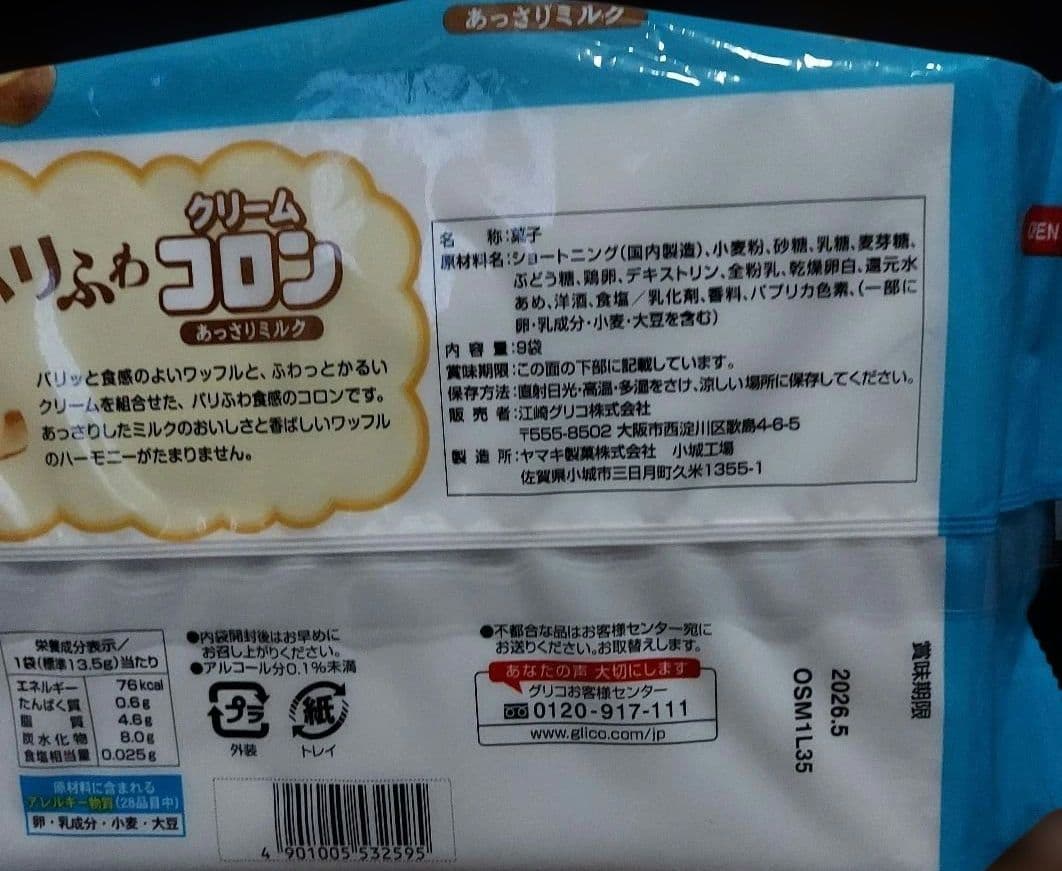 あっさりミルク
リふわ
クリーム
コロン
あっさりミルク
パリッと食感のよいワッフルと、ふわっとかるい
クリームを組合せた、パリふわ食感のコロンです。
あっさりしたミルクのおいしさと香ばしいワッフル
のハーモニーがたまりません。
名 称:菓子
原材料名:ショートニング(国内製造)、小麦粉、砂糖、乳糖、麦芽糖、
ぶどう糖、鶏卵、デキストリン、全粉乳、乾燥卵白、還元水
あめ、洋酒、食塩/乳化剤、香料、パプリカ色素、(一部に
卵・乳成分・小麦・大豆を含む)
内 容 量:9袋
賞味期限:この面の下部に記載しています。
保存方法:直射日光・高温・多湿をさけ、涼しい場所に保存してください。
販 売 者:江崎グリコ株式会社
〒555-8502 大阪市西淀川区歌島4-6-5
製 造 所:ヤマキ製菓株式会社 小城工場
佐賀県小城市三日月町久米1355-1
栄養成分表示/
1袋(標準13.5g)当たり
エネルギー 76kcal
たんぱく質 0.6g
脂 質 4.6g
炭水化物 8.0g
食塩相当量 0.025g
原材料に含まれる
アレルギー物質(28品目中)
卵・乳成分・小麦・大豆
●内袋開封後はお早めに
お召し上がりください。
●アルコール分0.1%未満
プラ
外装
紙
トレイ
4 901005 532595
●不都合な品はお客様センター宛に
お送りください。お取替えします。
あなたの声 大切にします
グリコお客様センター
0120-917-111
www.glico.com/jp
賞味期限
2026.5
OSM1L35